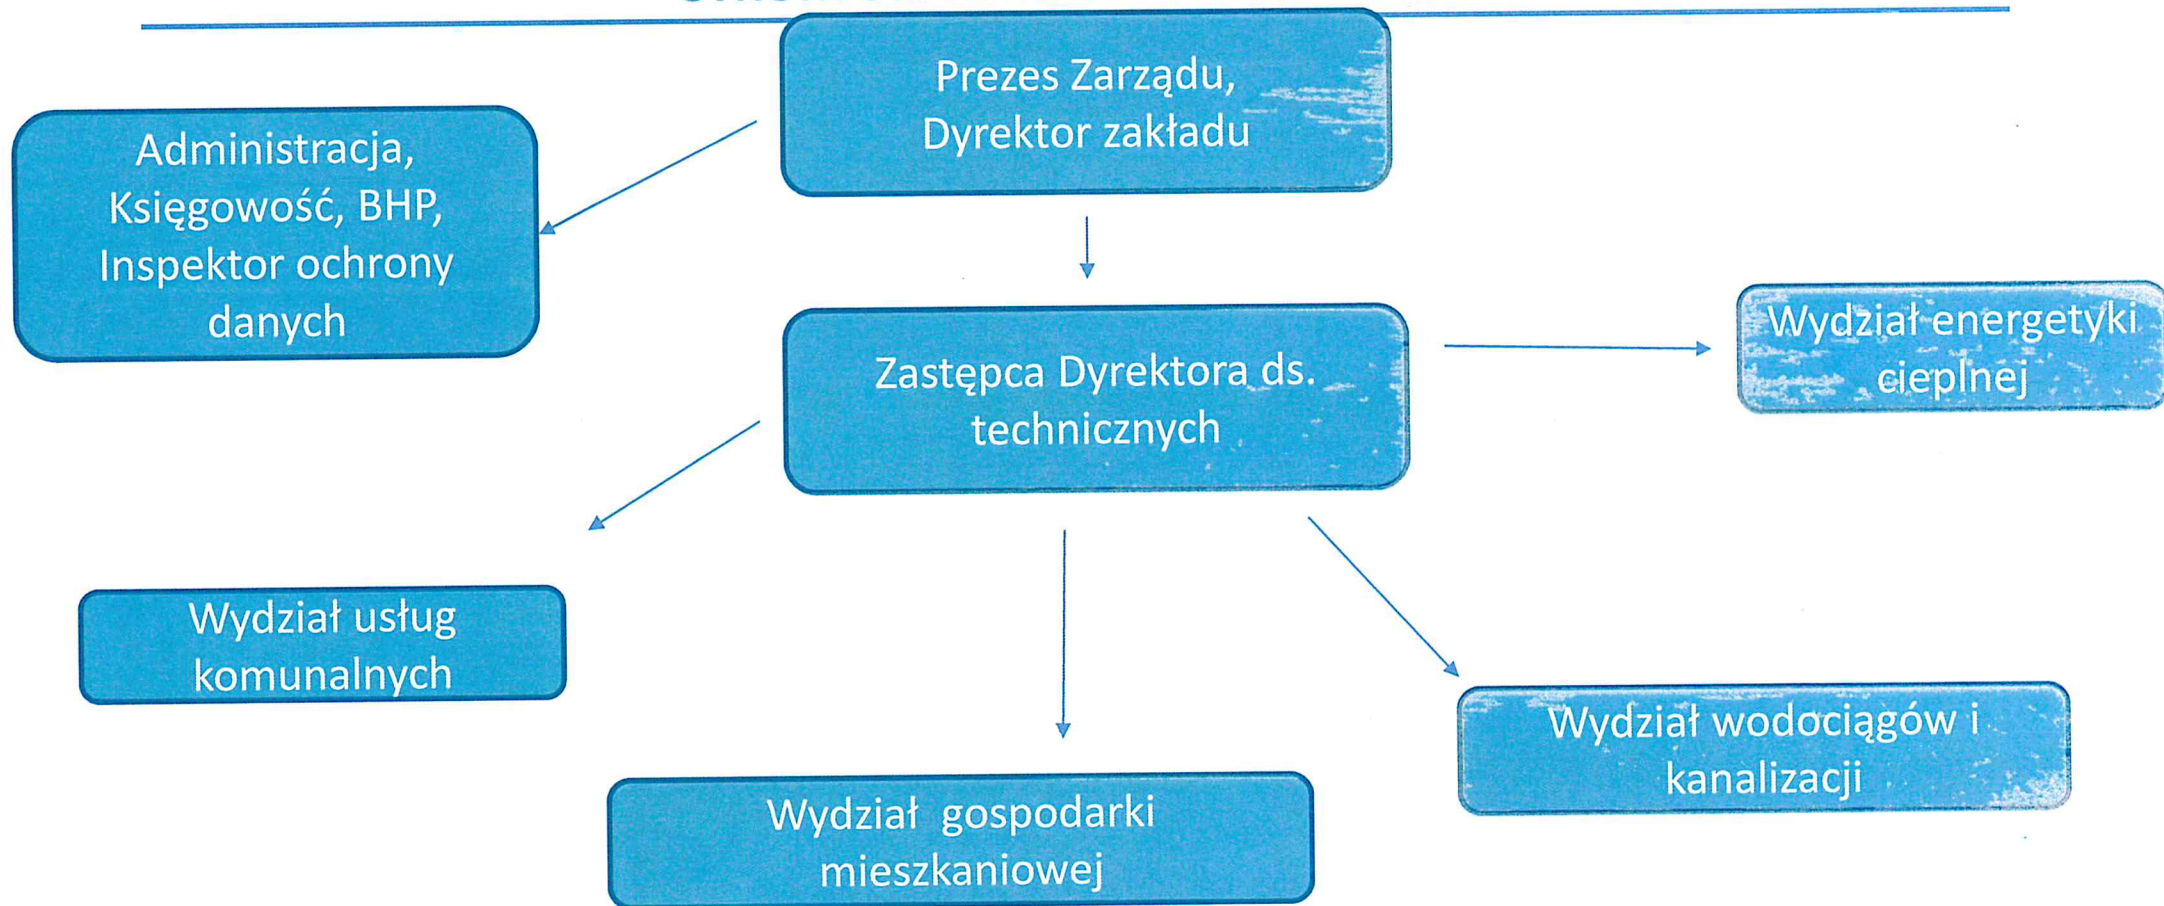 Prezes Zarządu,
Dyrektor zakładu
Administracja,
Księgowość, BHP,
Inspektor ochrony
danych
Zastępca Dyrektora ds.
technicznych
Wydział energetyki
cieplnej
Wydział usług
komunalnych
Wydział wodociągów i
kanalizacji
Wydział gospodarki
mieszkaniowej